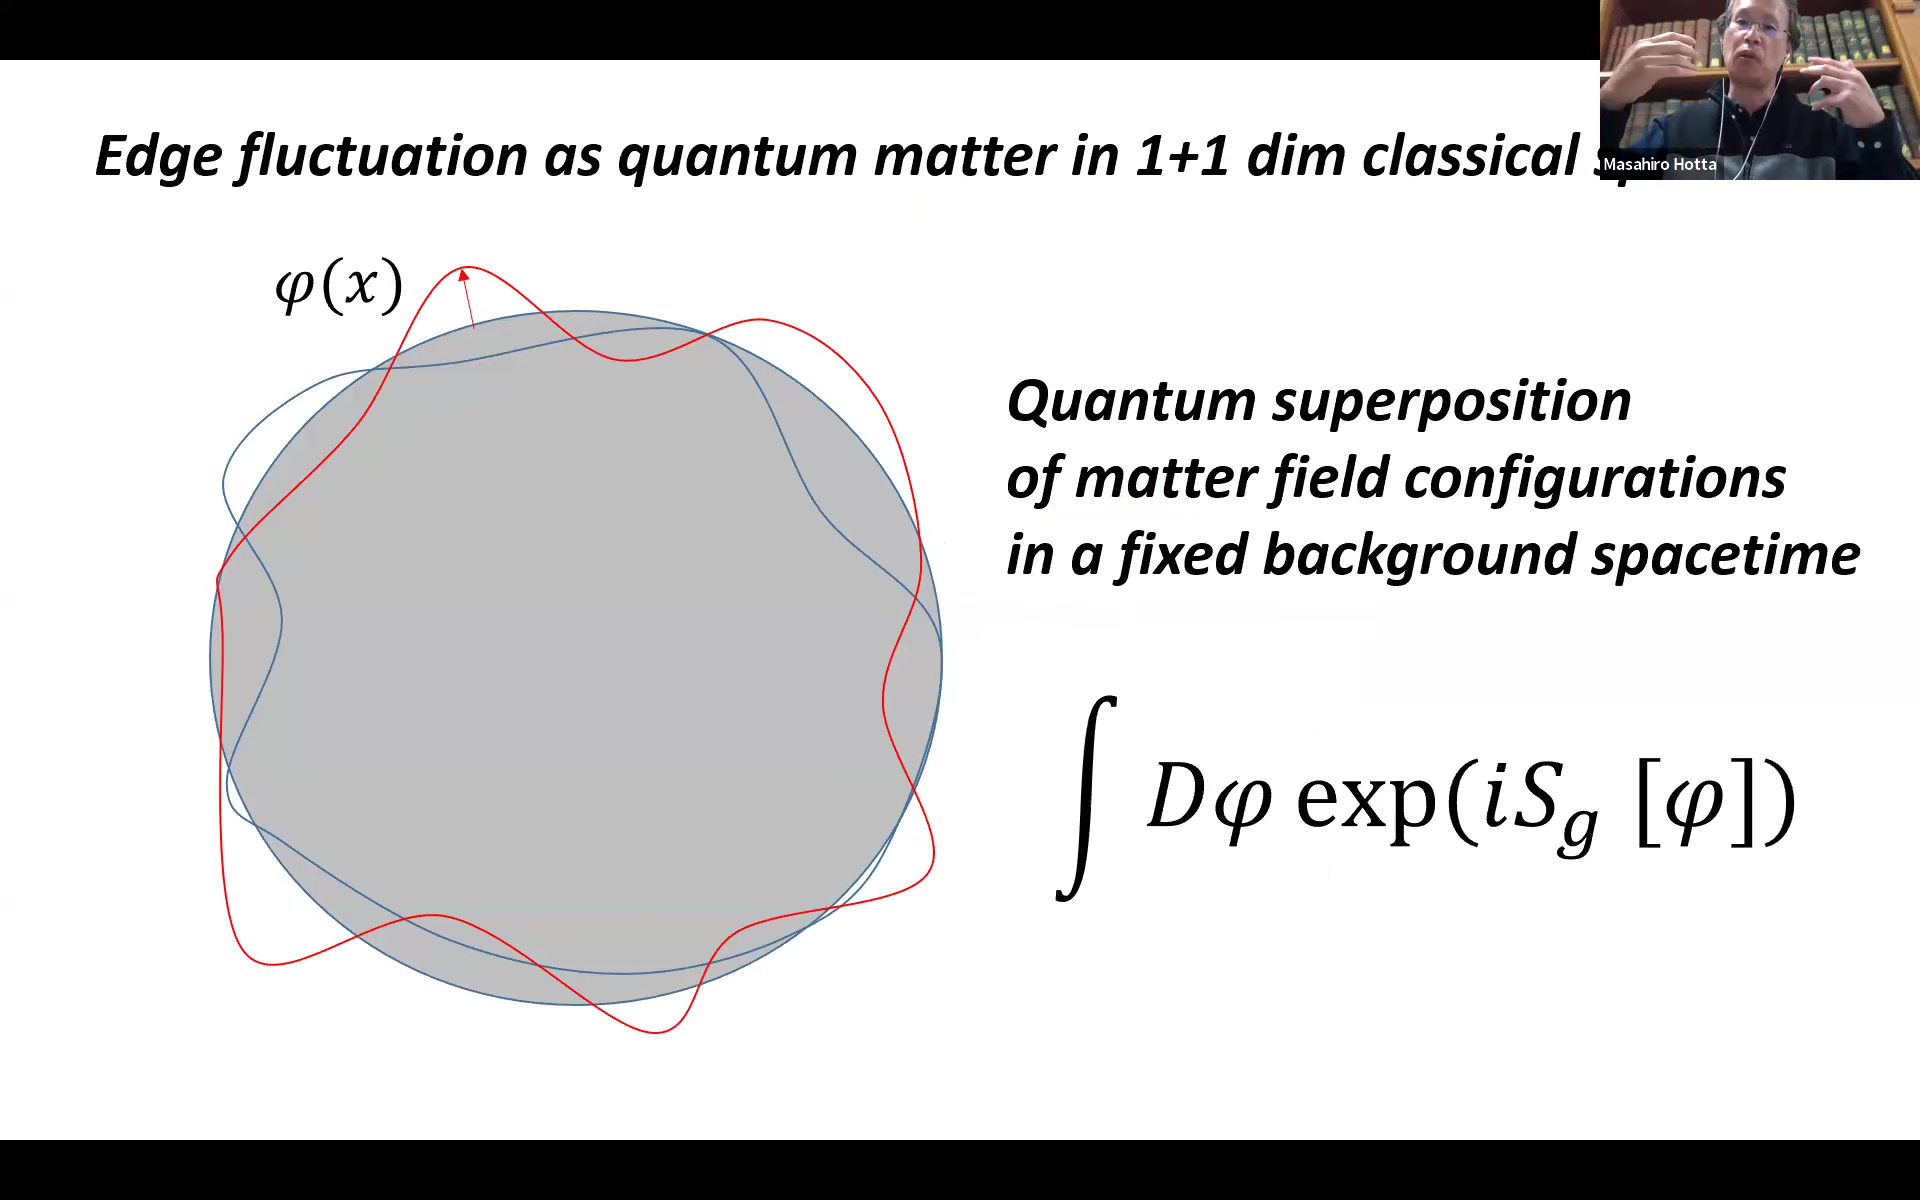 Edge fluctuation as quantum matter in 1+1 dim classical
Masahiro Hotta
φ(x)
Quantum superposition
of matter field configurations
in a fixed background spacetime
∫ Dφ exp(iS_g [φ])